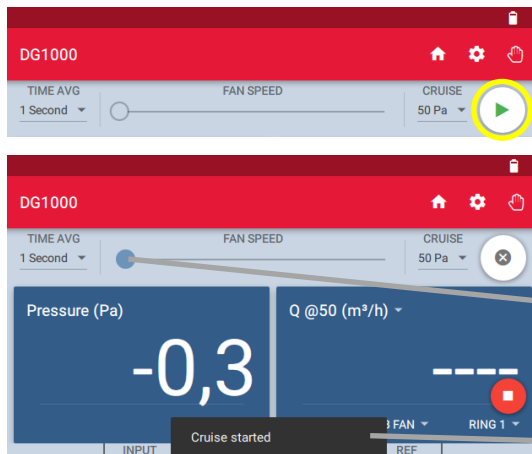 DG1000
TIME AVG FAN SPEED CRUISE
1 Second 50 Pa
DG1000
TIME AVG FAN SPEED CRUISE
1 Second 50 Pa
Pressure (Pa) Q @50 (m³/h)
-0,3 ----
FAN RING 1
Cruise started
INPUT REF